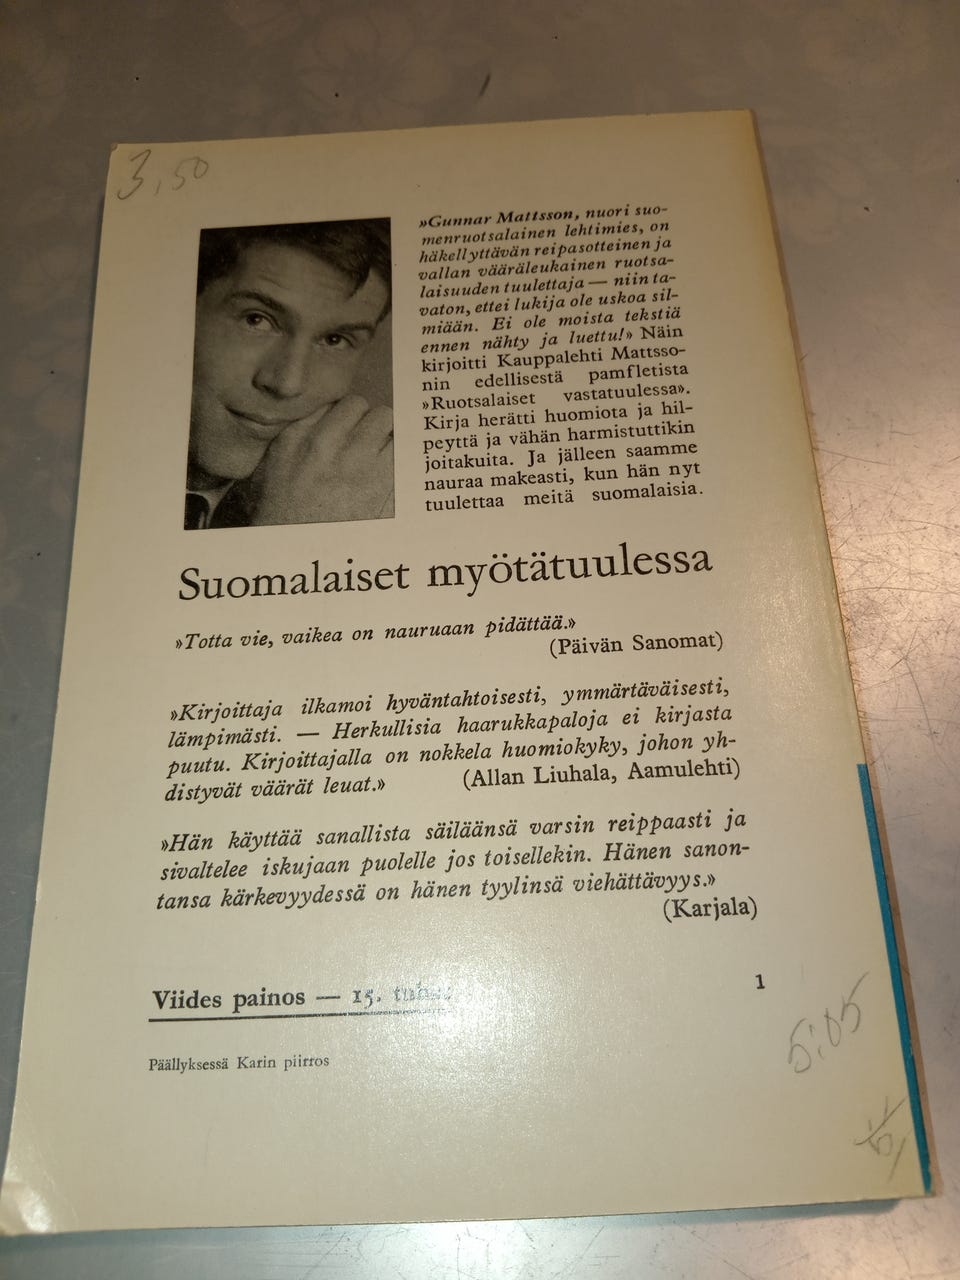 3,50
»Gunnar Mattsson, nuori suo-
menruotsalainen lehtimies, on
häkellyttävän reipasotteinen ja
vallan vääräleukainen ruotsa-
laisuuden tuulettaja — niin ta-
vaton, ettei lukija ole uskoa sil-
miään. Ei ole moista tekstiä
ennen nähty ja luettu!» Näin
kirjoitti Kauppalehti Mattsso-
nin edellisestä pamfletista
»Ruotsalaiset vastatuulessa».
Kirja herätti huomiota ja hil-
peyttä ja vähän harmistuttikin
joitakuita. Ja jälleen saamme
nauraa makeasti, kun hän nyt
tuulettaa meitä suomalaisia.
Suomalaiset myötätuulessa
»Totta vie, vaikea on nauruaan pidättää.»
(Päivän Sanomat)
»Kirjoittaja ilkamoi hyväntahtoisesti, ymmärtäväisesti,
lämpimästi. — Herkullisia haarukkapaloja ei kirjasta
puutu. Kirjoittajalla on nokkela huomiokyky, johon yh-
distyvät väärät leuat.» (Allan Liuhala, Aamulehti)
»Hän käyttää sanallista säiläänsä varsin reippaasti ja
sivaltelee iskujaan puolelle jos toisellekin. Hänen sanon-
tansa kärkevyydessä on hänen tyylinsä viehättävyys.»
(Karjala)
Viides painos — 15.
1
Päällyksessä Karin piirros
5:05